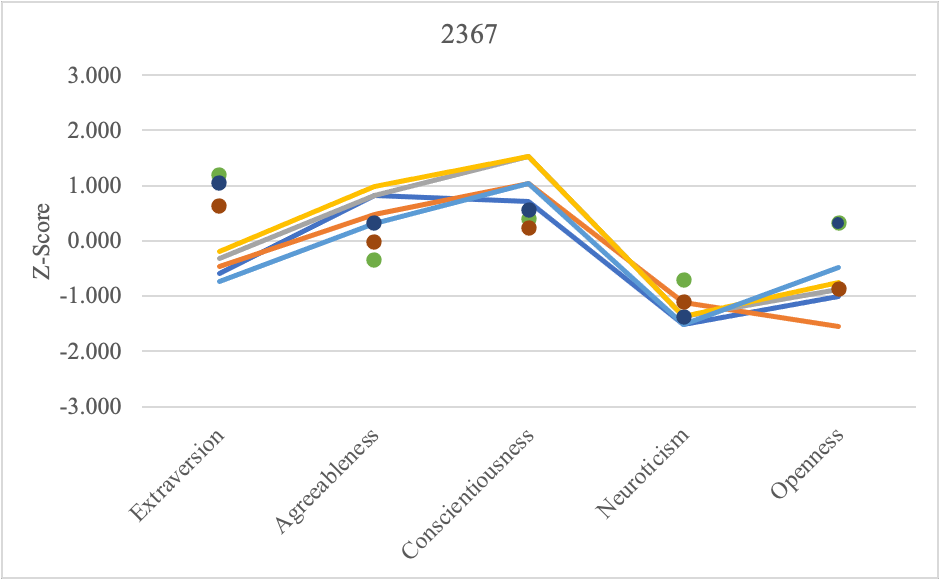 2367
3.000
2.000
1.000
0.000
-1.000
-2.000
-3.000
Z-Score
Extraversion
Agreeableness
Conscientiousness
Neuroticism
Openness